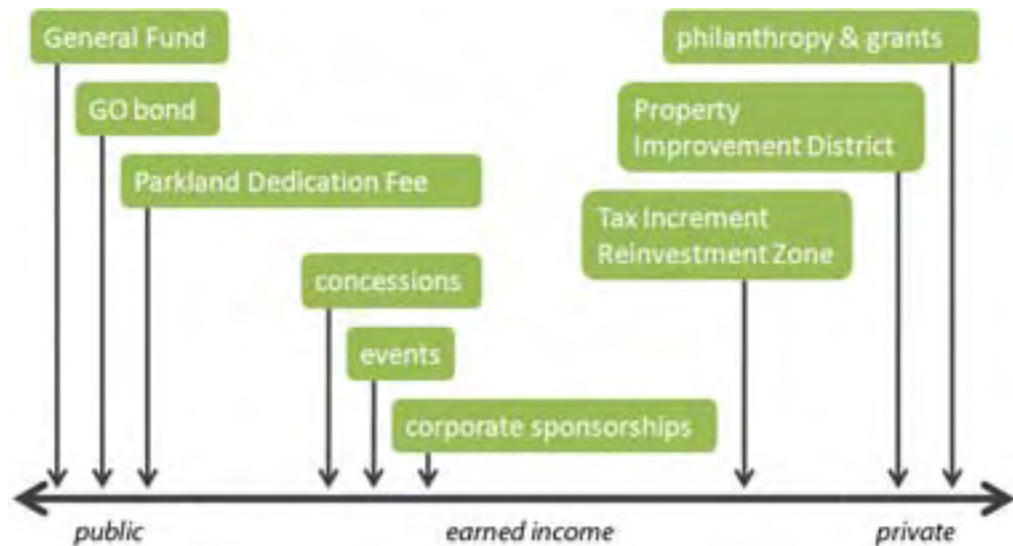 General Fund
philanthropy & grants
GO bond
Property
Improvement District
Parkland Dedication Fee
Tax Increment
Reinvestment Zone
concessions
events
corporate sponsorships
public
earned income
private